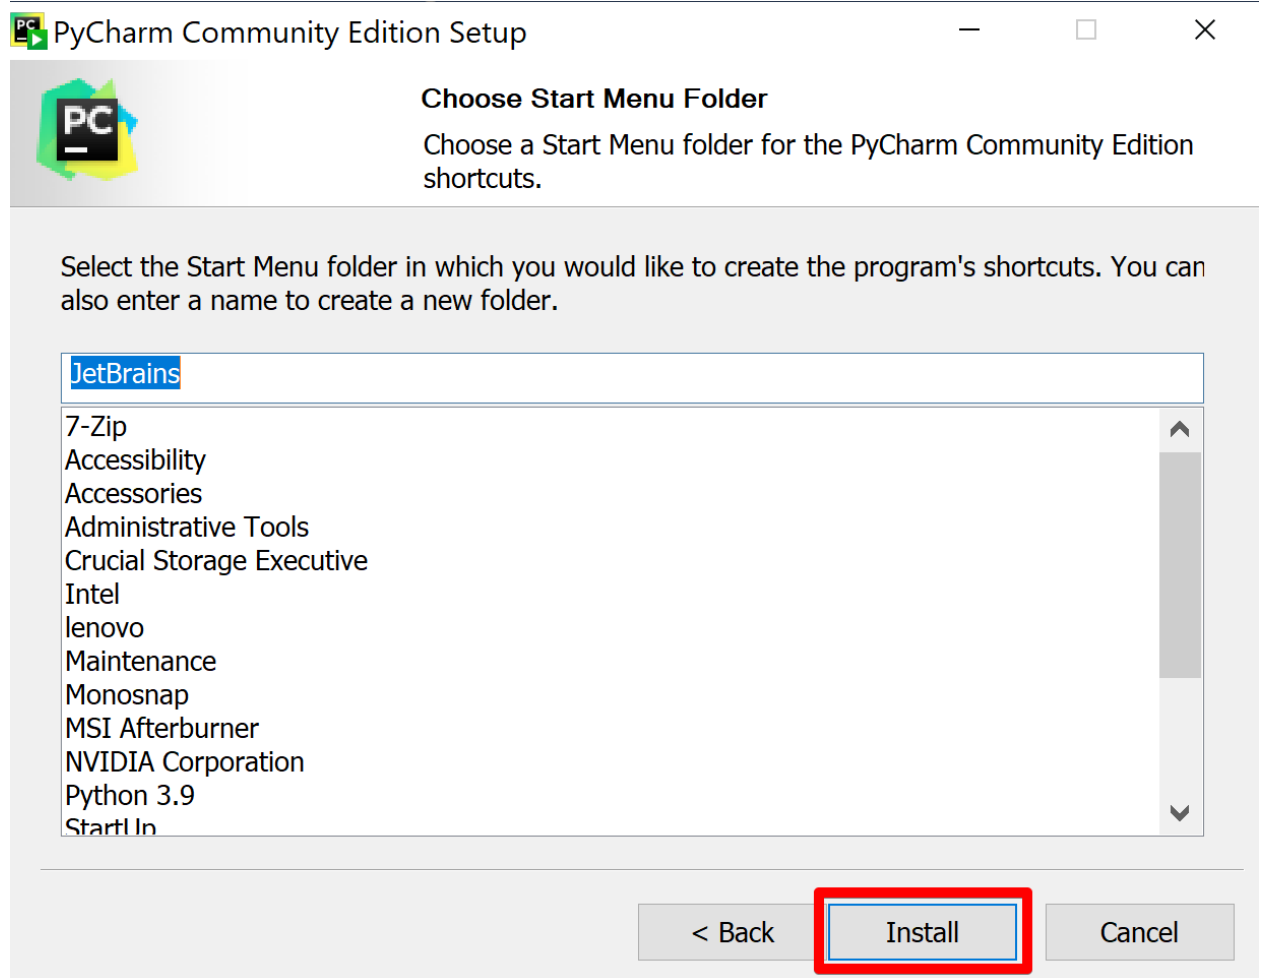 PC PyCharm Community Edition Setup
PC
Choose Start Menu Folder
Choose a Start Menu folder for the PyCharm Community Edition
shortcuts.
Select the Start Menu folder in which you would like to create the program's shortcuts. You can
also enter a name to create a new folder.
JetBrains
7-Zip
Accessibility
Accessories
Administrative Tools
Crucial Storage Executive
Intel
lenovo
Maintenance
Monosnap
MSI Afterburner
NVIDIA Corporation
Python 3.9
StartUp
< Back Install Cancel